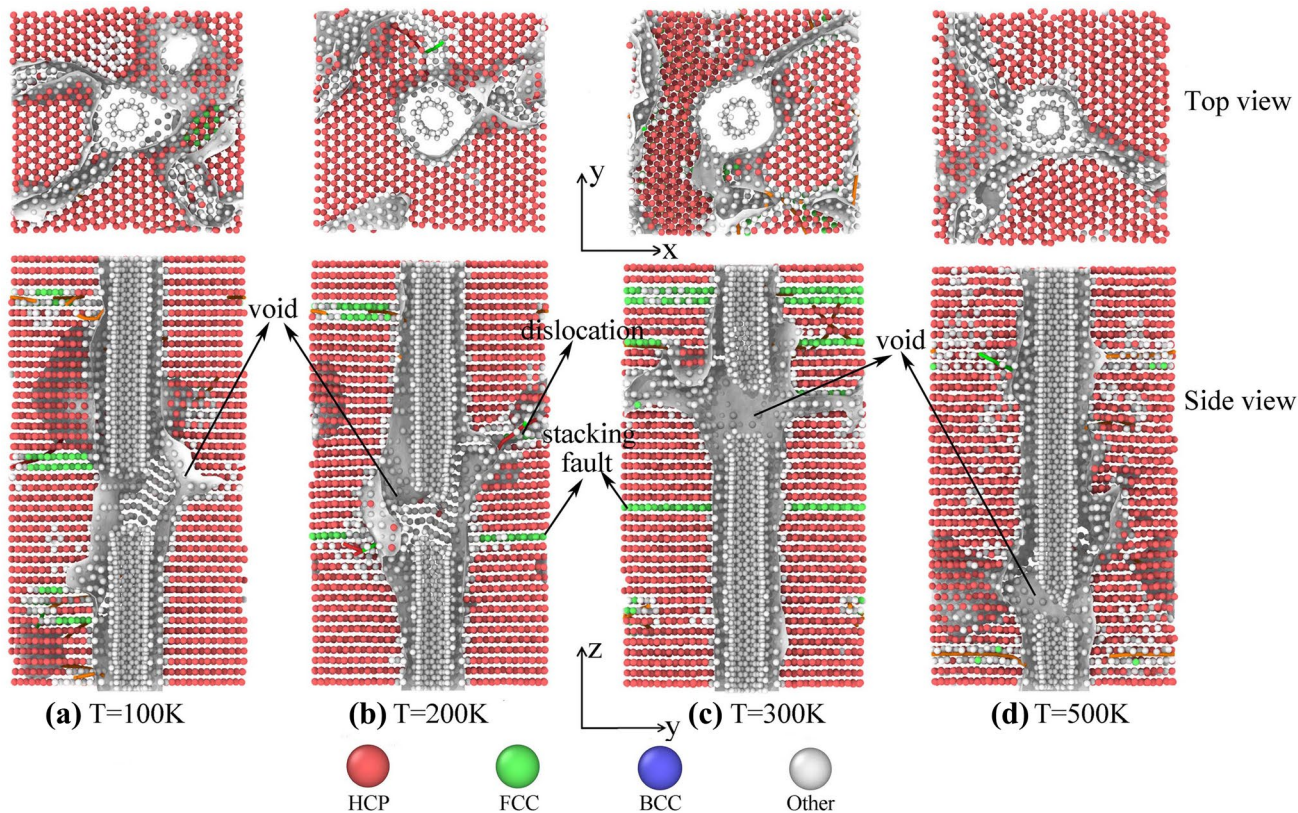 Top view
y
x
void
dislocation
stacking
fault
void
Side view
z
y
(a) T=100K
(b) T=200K
(c) T=300K
(d) T=500K
HCP
FCC
BCC
Other